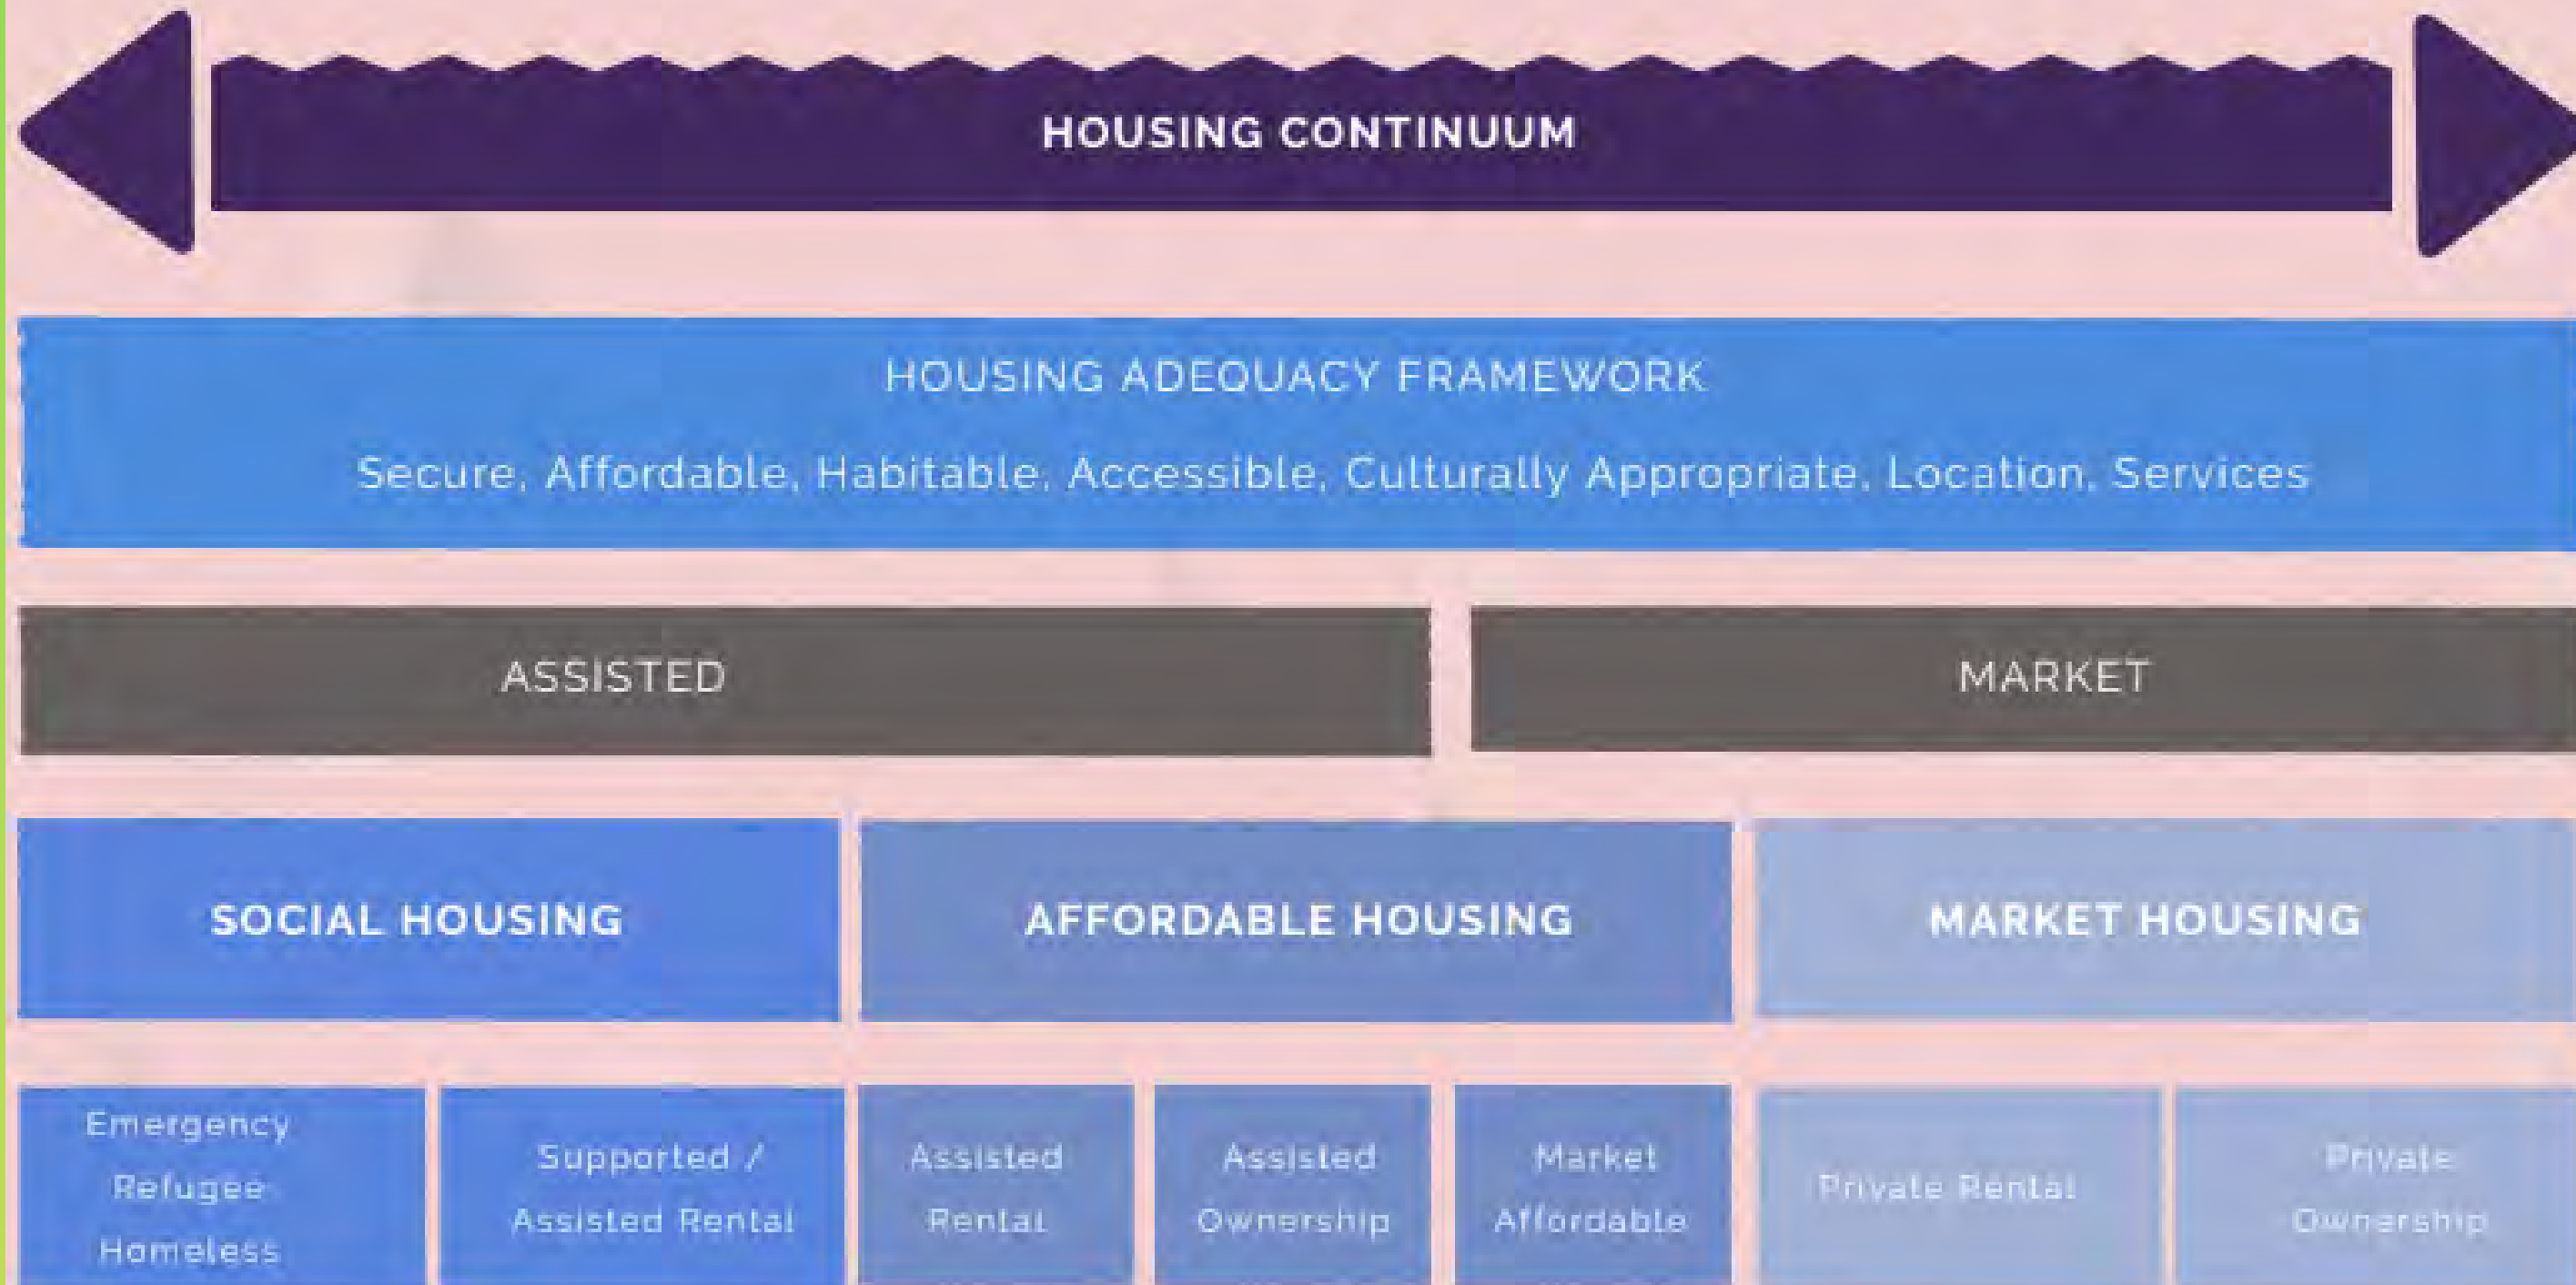 HOUSING CONTINUUM
HOUSING ADEQUACY FRAMEWORK
Secure, Affordable, Habitable, Accessible, Culturally Appropriate, Location, Services
ASSISTED
MARKET
SOCIAL HOUSING
AFFORDABLE HOUSING
MARKET HOUSING
Emergency
Refugee
Homeless
Supported /
Assisted Rental
Assisted
Rental
Assisted
Ownership
Market
Affordable
Private Rental
Private
Ownership